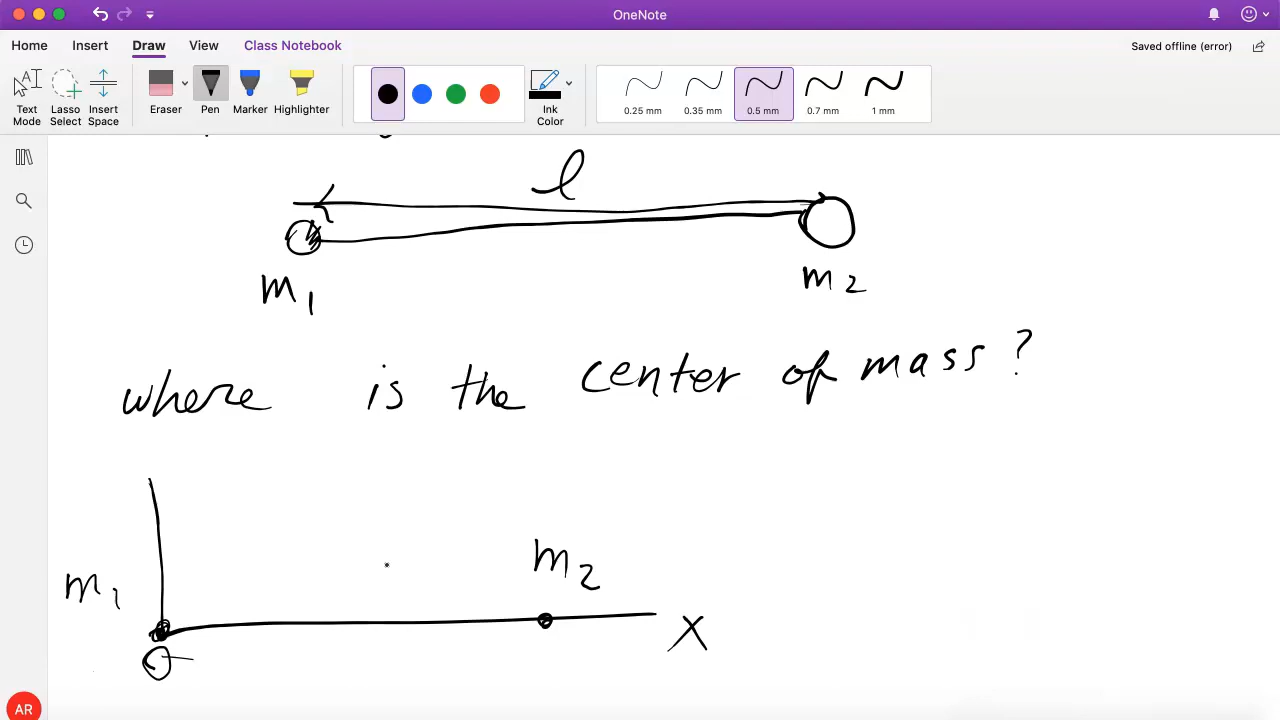 OneNote
Home Insert Draw View Class Notebook
Saved offline (error)
Text Mode
Lasso Select
Insert Space
Eraser
Pen
Marker
Highlighter
Ink Color
0.25 mm
0.35 mm
0.5 mm
0.7 mm
1 mm
l
m1
m2
where is the center of mass?
m2
m1
X
AR